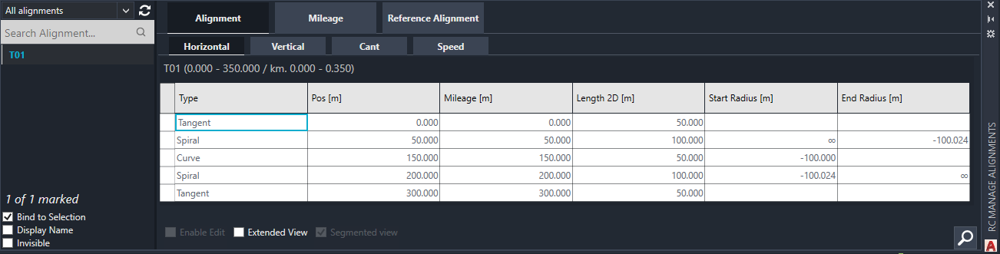 All alignments
Search Alignment...
T01
1 of 1 marked
Bind to Selection
Display Name
Invisible
Alignment Mileage Reference Alignment
Horizontal Vertical Cant Speed
T01 (0.000 - 350.000 / km. 0.000 - 0.350)
Type Pos [m] Mileage [m] Length 2D [m] Start Radius [m] End Radius [m]
Tangent 0.000 0.000 50.000
Spiral 50.000 50.000 100.000 ∞ -100.024
Curve 150.000 150.000 50.000 -100.000
Spiral 200.000 200.000 100.000 -100.024 ∞
Tangent 300.000 300.000 50.000
Enable Edit Extended View Segmented view
RC MANAGE ALIGNMENTS
A